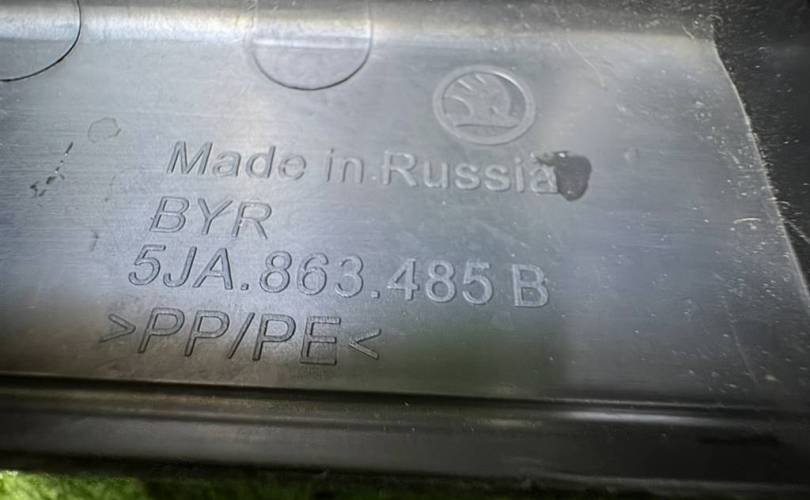 Made in Russia
BYR
5JA.863.485 B
>PP/PE<